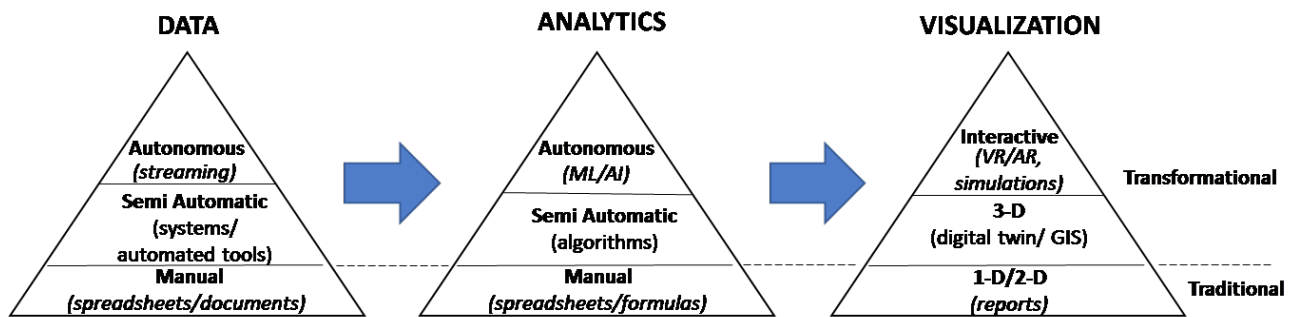 DATA
Autonomous
(streaming)
Semi Automatic
(systems/
automated tools)
Manual
(spreadsheets/documents)
ANALYTICS
Autonomous
(ML/AI)
Semi Automatic
(algorithms)
Manual
(spreadsheets/formulas)
VISUALIZATION
Interactive
(VR/AR,
simulations)
3-D
(digital twin/ GIS)
1-D/2-D
(reports)
Transformational
Traditional